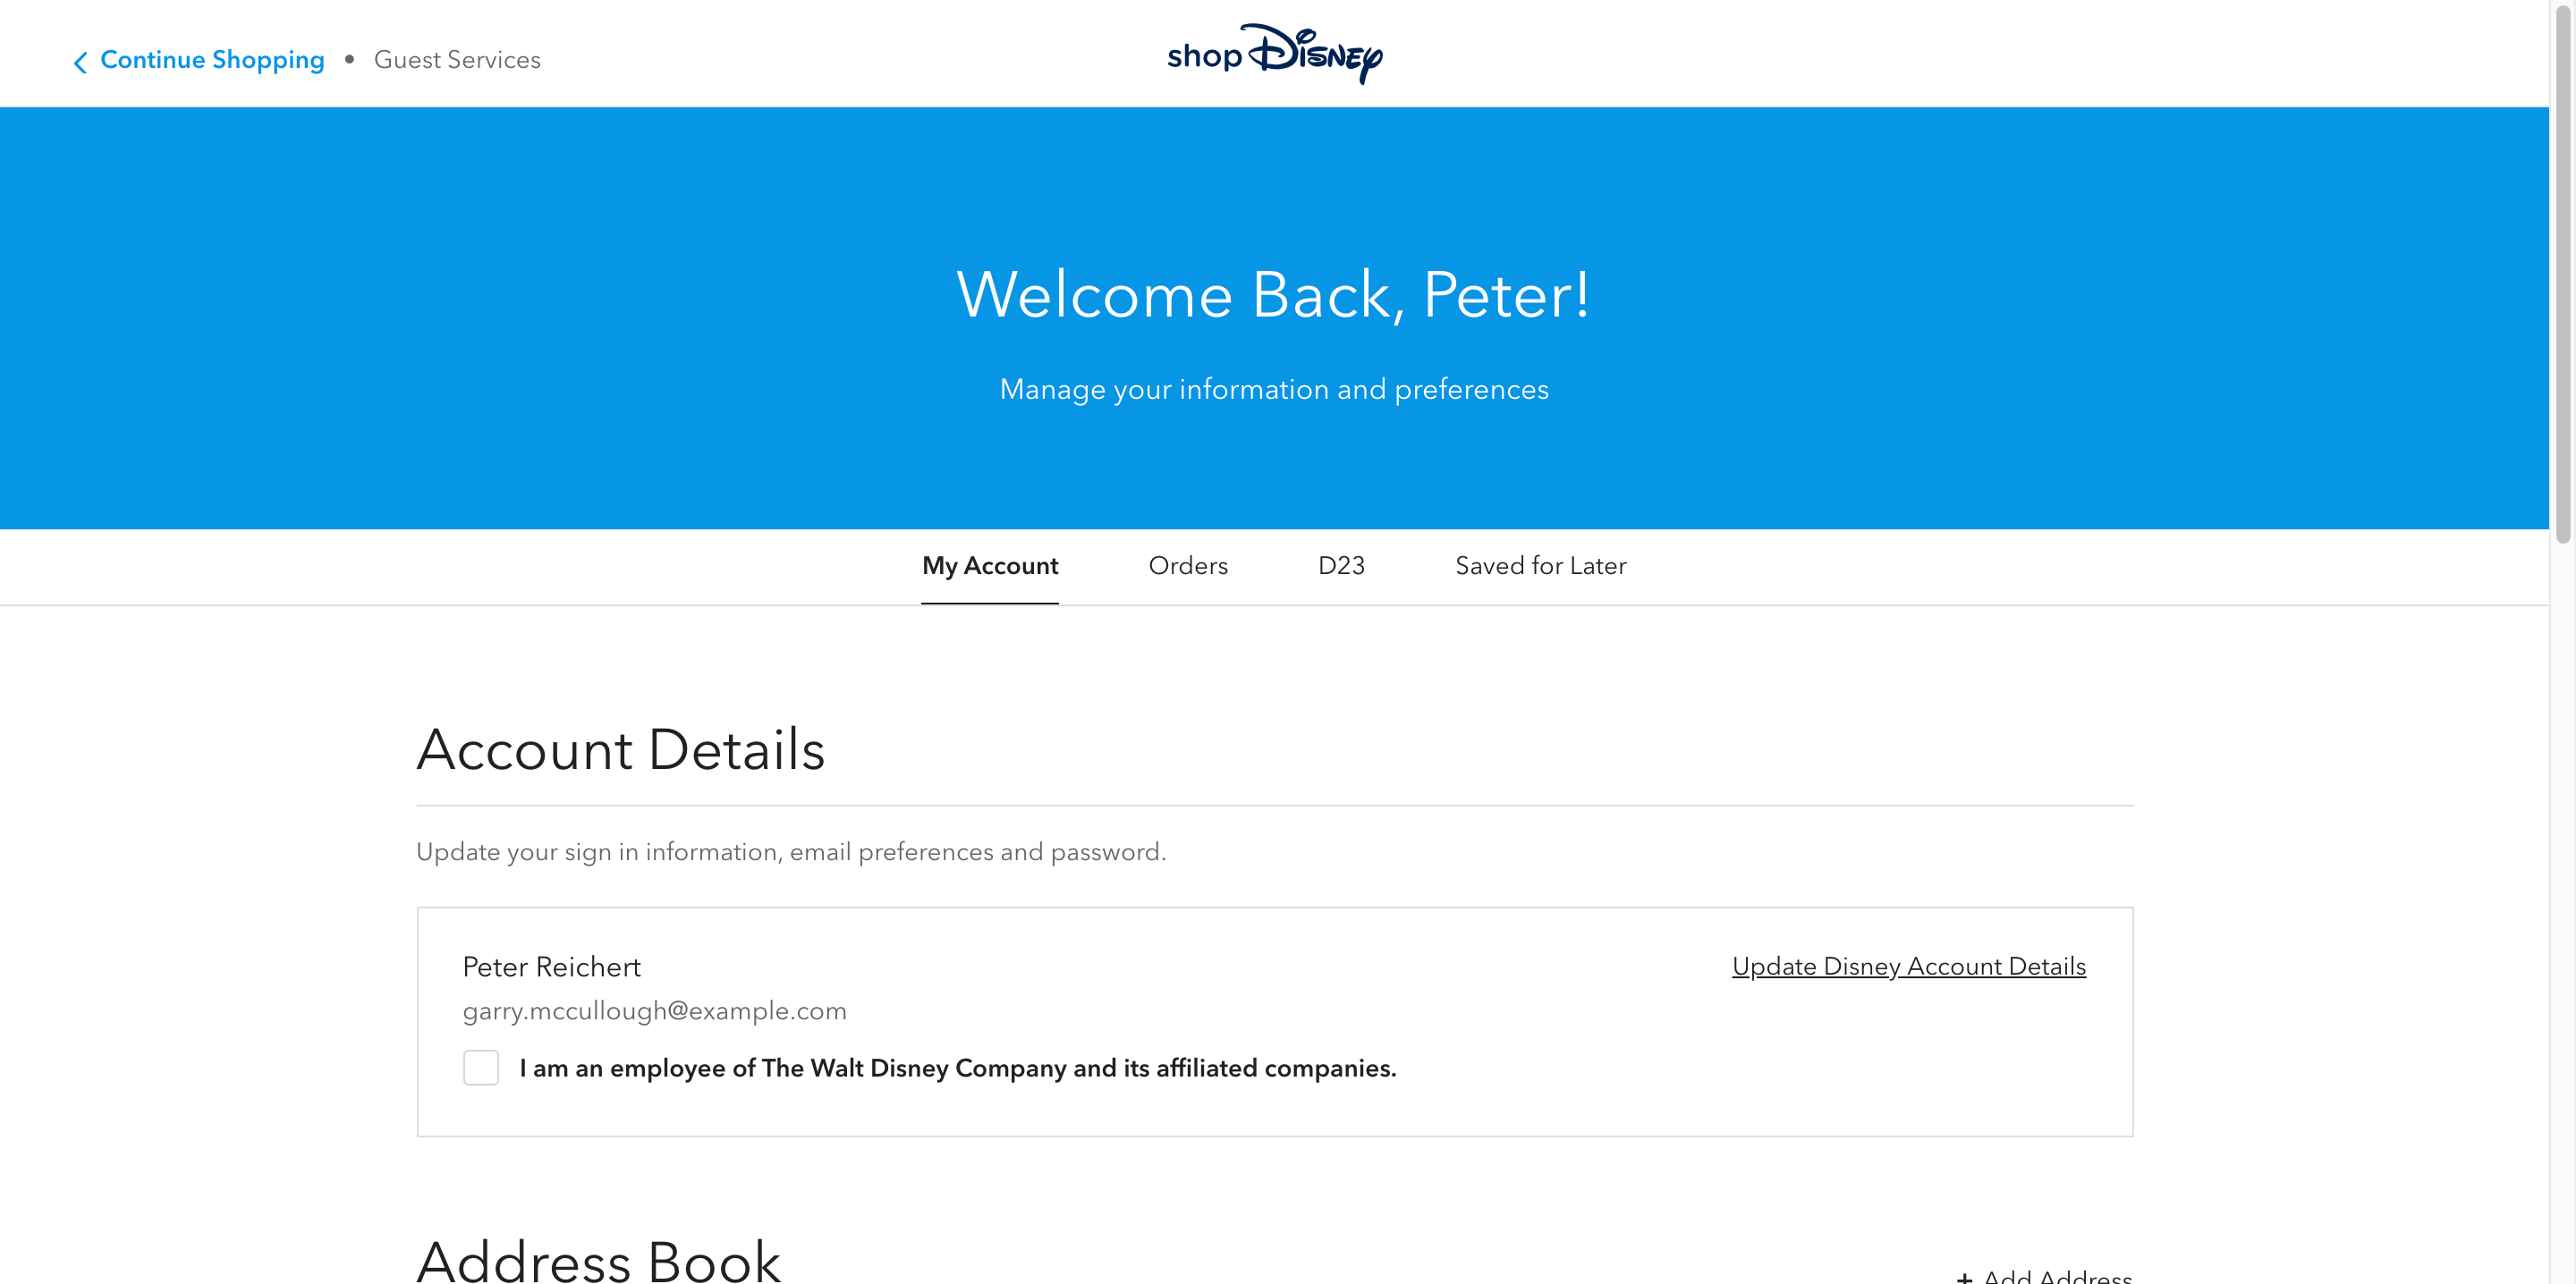 Continue Shopping • Guest Services
shop Disney
Welcome Back, Peter!
Manage your information and preferences
My Account Orders D23 Saved for Later
Account Details
Update your sign in information, email preferences and password.
Peter Reichert
Update Disney Account Details
garry.mccullough@example.com
I am an employee of The Walt Disney Company and its affiliated companies.
Address Book
+ Add Address